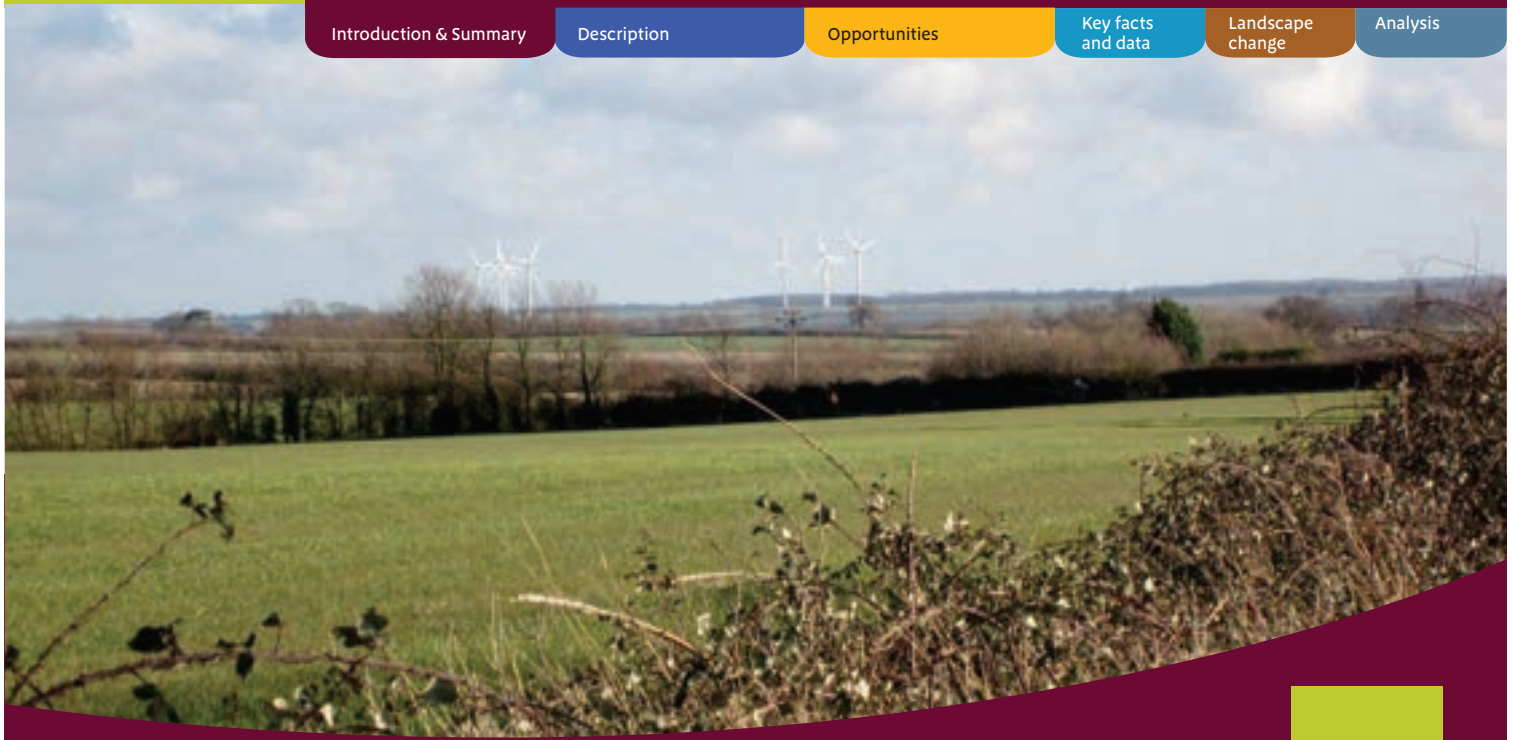 Introduction & Summary
Description
Opportunities
Key facts
and data
Landscape
change
Analysis